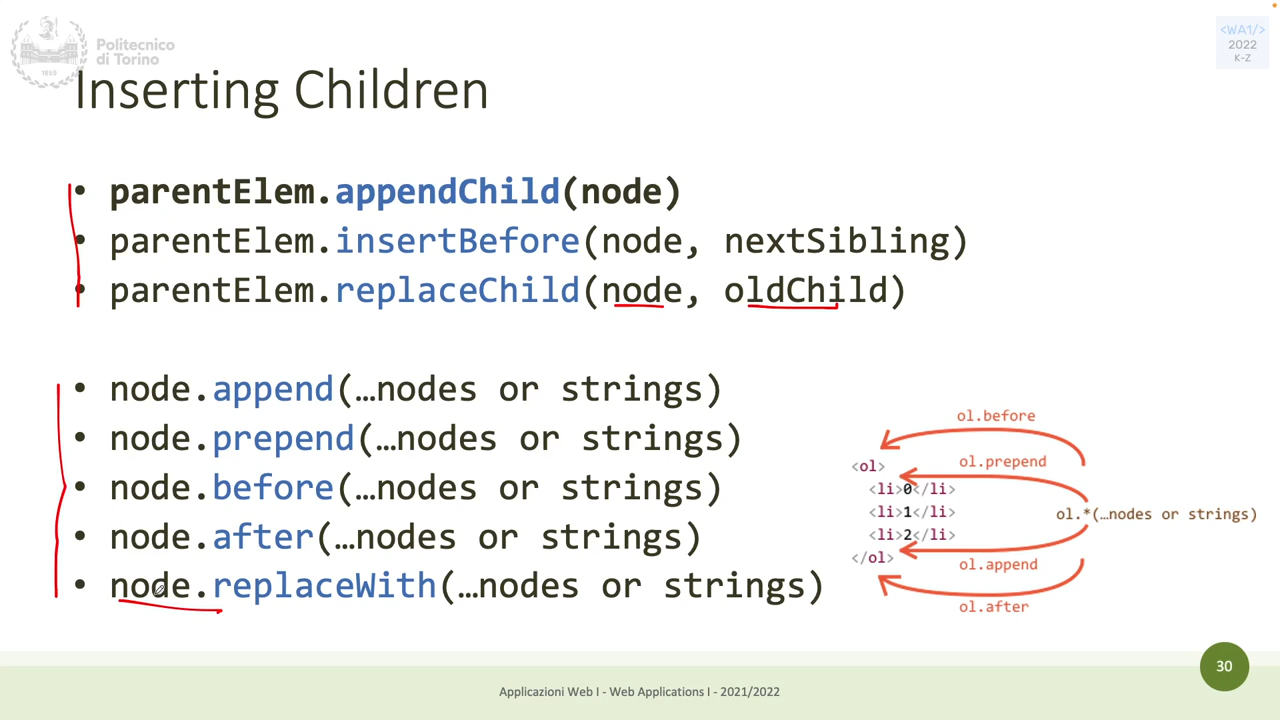 Politecnico
di Torino
1859
<WA1/>
2022
K-Z
Inserting Children
• parentElem.appendChild(node)
• parentElem.insertBefore(node, nextSibling)
• parentElem.replaceChild(node, oldChild)
• node.append(…nodes or strings)
• node.prepend(…nodes or strings)
• node.before(…nodes or strings)
• node.after(…nodes or strings)
• node.replaceWith(…nodes or strings)
ol.before
<ol>
ol.prepend
<li>0</li>
<li>1</li>
ol.*(…nodes or strings)
<li>2</li>
</ol>
ol.append
ol.after
30
Applicazioni Web I - Web Applications I - 2021/2022